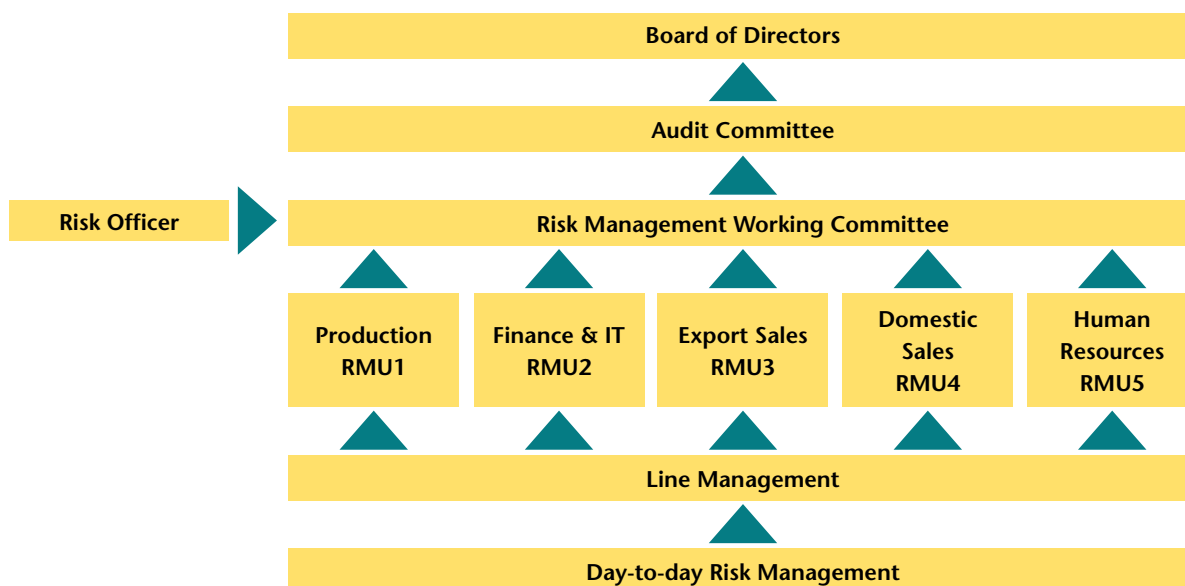 Board of Directors
Audit Committee
Risk Officer
Risk Management Working Committee
Production
RMU1
Finance & IT
RMU2
Export Sales
RMU3
Domestic
Sales
RMU4
Human
Resources
RMU5
Line Management
Day-to-day Risk Management